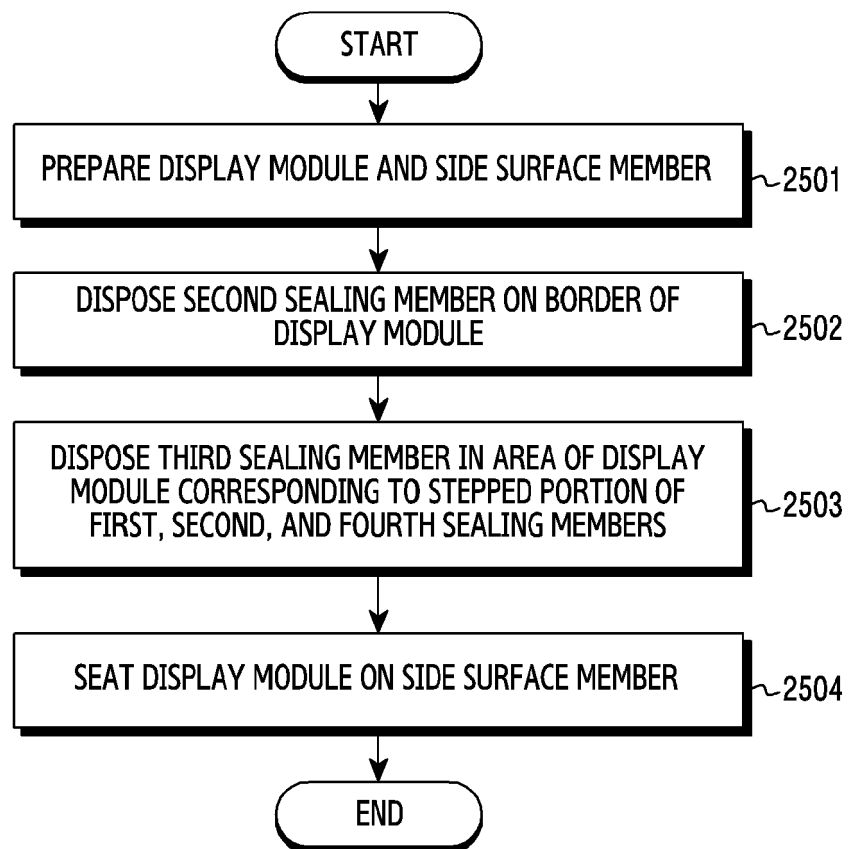 START
PREPARE DISPLAY MODULE AND SIDE SURFACE MEMBER
2501
DISPOSE SECOND SEALING MEMBER ON BORDER OF
DISPLAY MODULE
2502
DISPOSE THIRD SEALING MEMBER IN AREA OF DISPLAY
MODULE CORRESPONDING TO STEPPED PORTION OF
FIRST, SECOND, AND FOURTH SEALING MEMBERS
2503
SEAT DISPLAY MODULE ON SIDE SURFACE MEMBER
2504
END